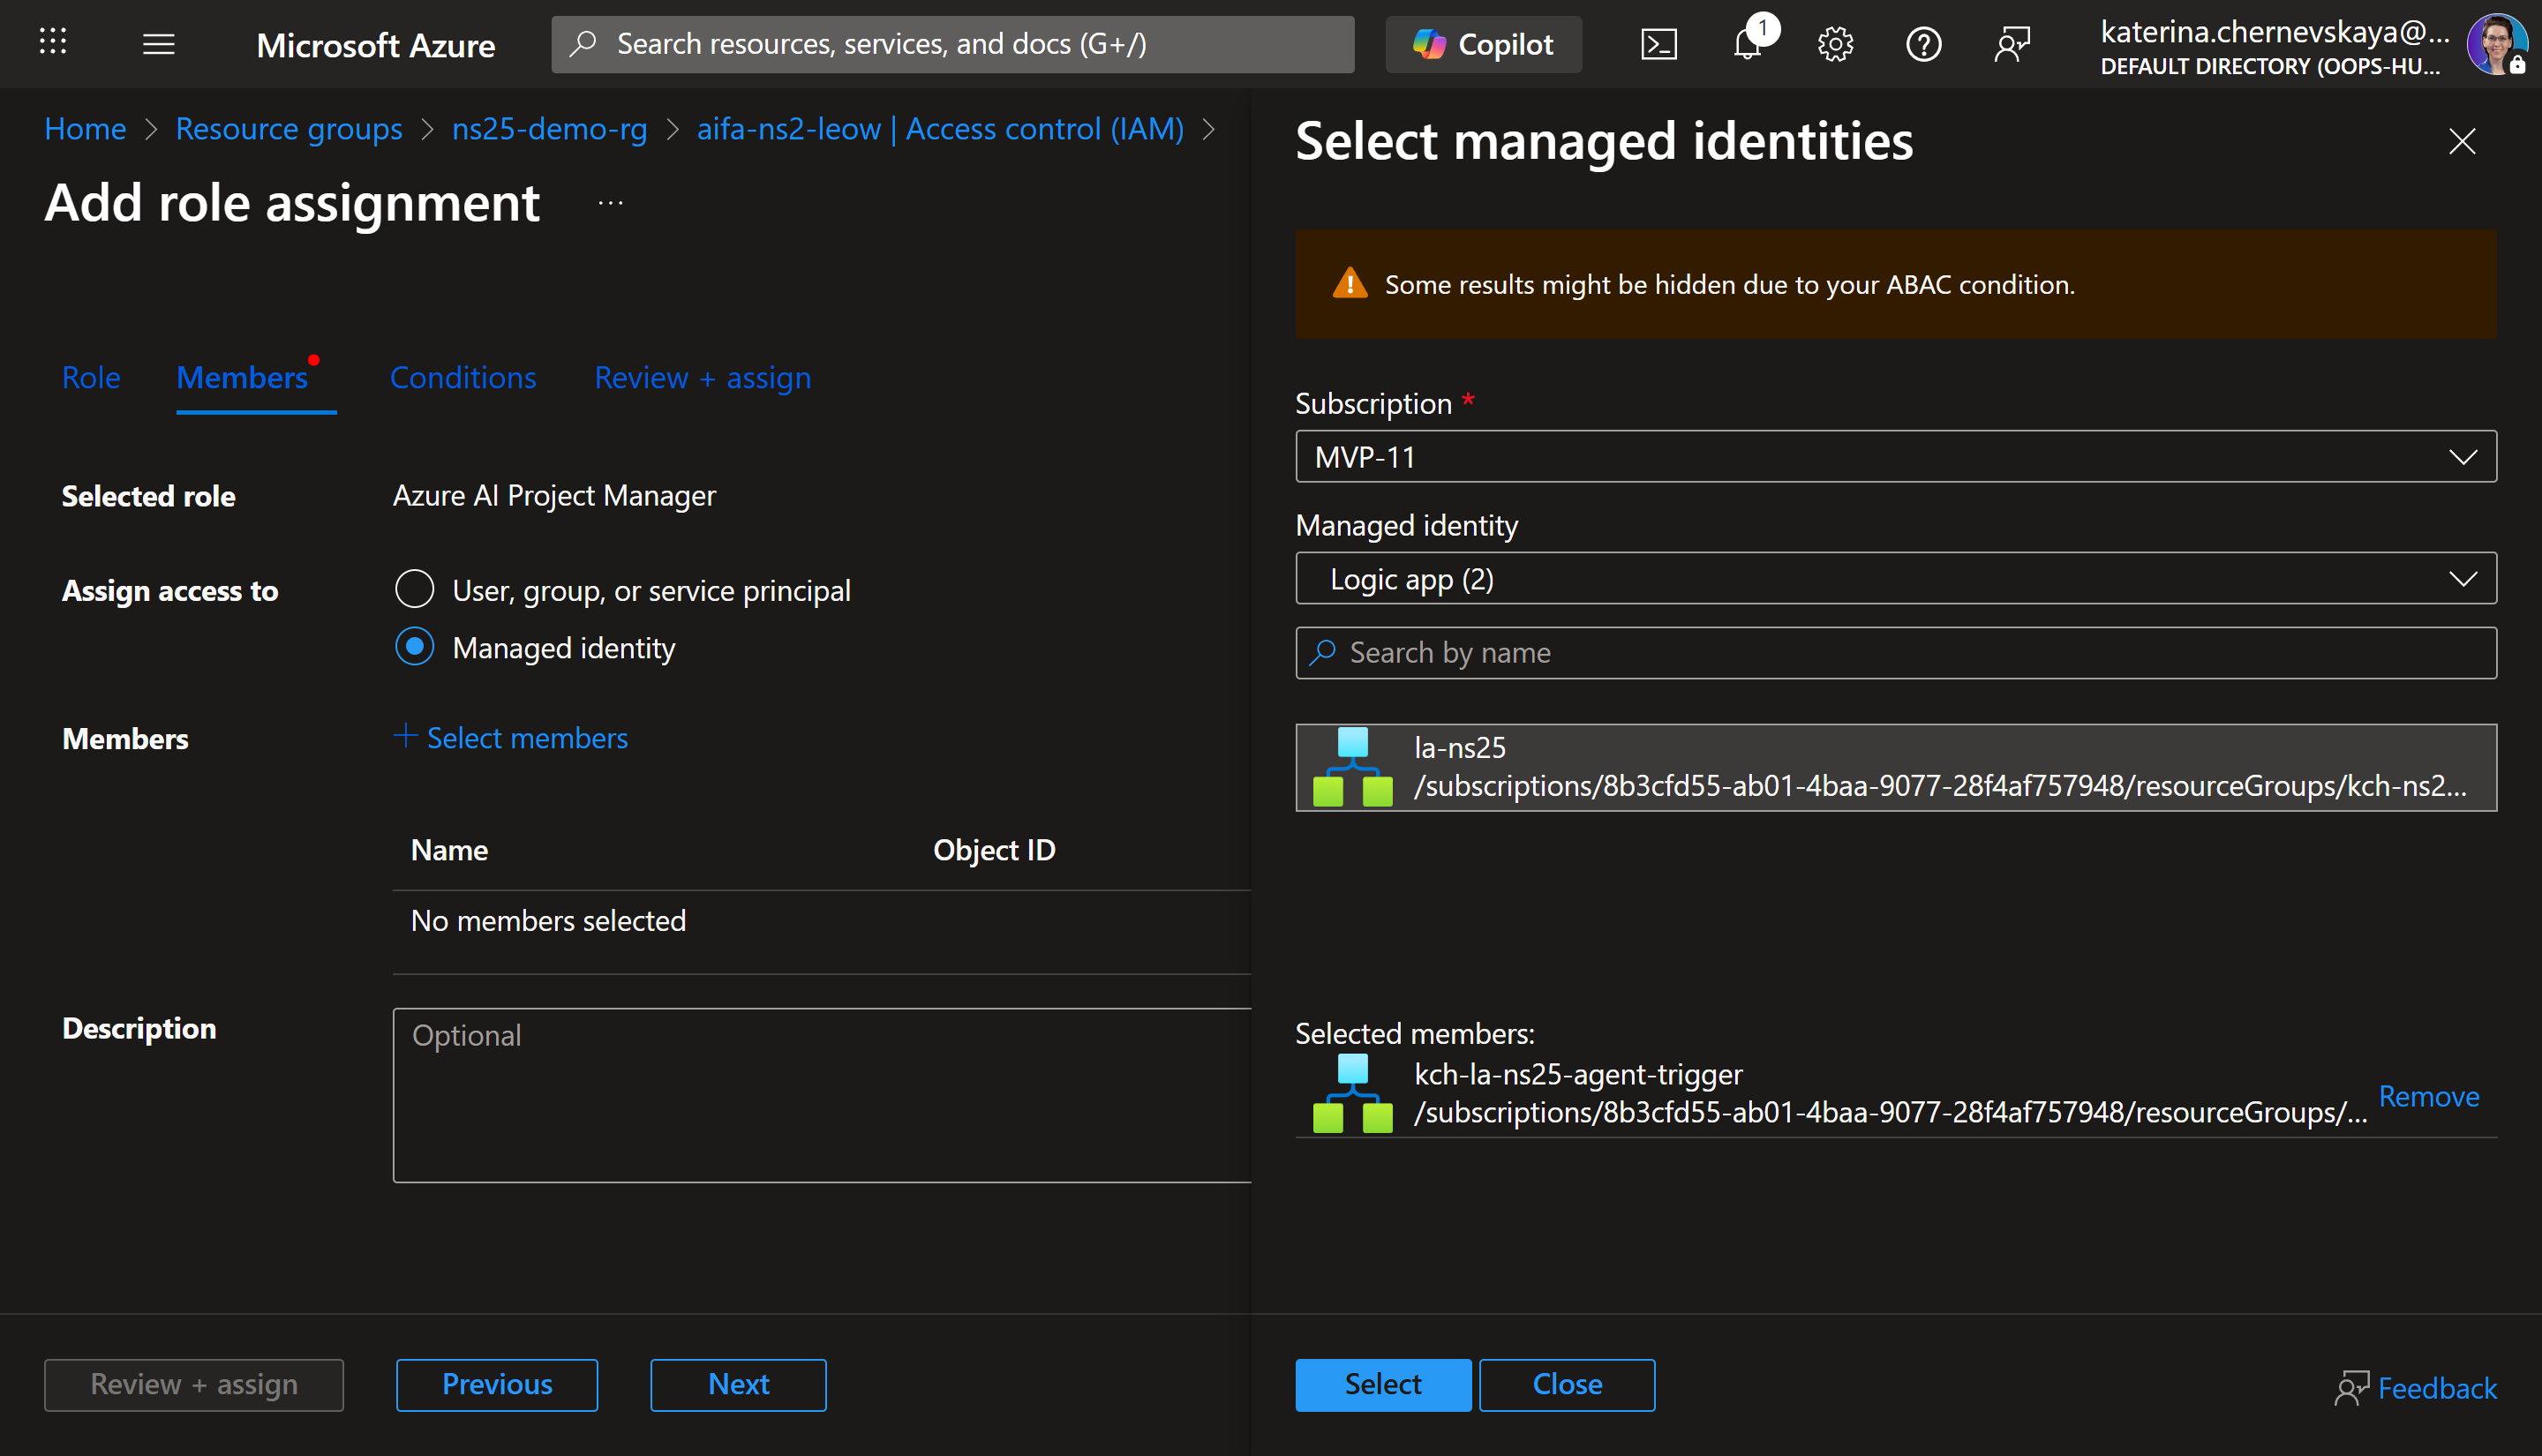 Microsoft Azure
Search resources, services, and docs (G+/)
Copilot
1
katerina.chernevskaya@...
DEFAULT DIRECTORY (OOPS-HU...
Home > Resource groups > ns25-demo-rg > aifa-ns2-leow | Access control (IAM) >
Add role assignment
...
Role
Members
Conditions
Review + assign
Selected role
Azure AI Project Manager
Assign access to
User, group, or service principal
Managed identity
Members
+ Select members
Name
Object ID
No members selected
Description
Optional
Review + assign
Previous
Next
Select managed identities
Some results might be hidden due to your ABAC condition.
Subscription *
MVP-11
Managed identity
Logic app (2)
Search by name
la-ns25
/subscriptions/8b3cfd55-ab01-4baa-9077-28f4af757948/resourceGroups/kch-ns2...
Selected members:
kch-la-ns25-agent-trigger
/subscriptions/8b3cfd55-ab01-4baa-9077-28f4af757948/resourceGroups/...
Remove
Select
Close
Feedback